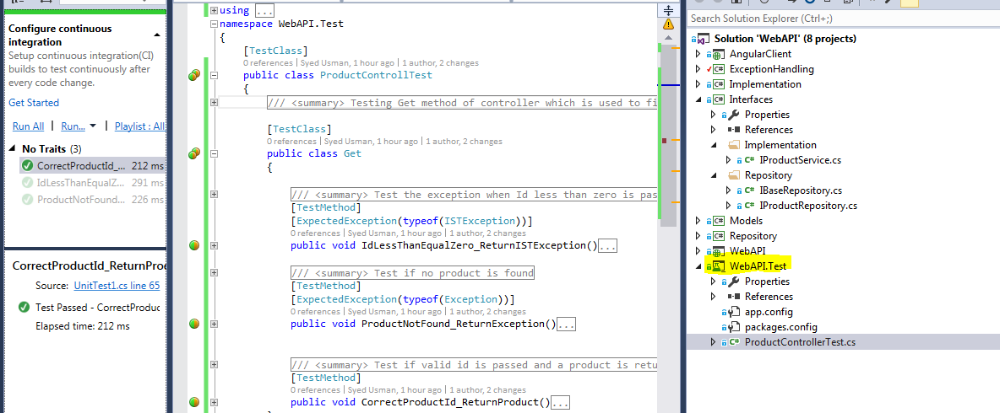 Configure continuous
integration
Setup continuous integration(CI)
builds to test continuously after
every code change.
Get Started
Run All | Run... | Playlist : All
No Traits (3)
CorrectProductId_... 212 ms
IdLessThanEqualZ... 291 ms
ProductNotFound... 226 ms
CorrectProductId_ReturnProc
Source: UnitTest1.cs line 65
Test Passed - CorrectProduc
Elapsed time: 212 ms
using ...
namespace WebAPI.Test
{
[TestClass]
0 references | Syed Usman, 1 hour ago | 1 author, 2 changes
public class ProductControllTest
{
/// <summary> Testing Get method of controller which is used to fi
[TestClass]
0 references | Syed Usman, 1 hour ago | 1 author, 2 changes
public class Get
{
/// <summary> Test the exception when Id less than zero is pas
[TestMethod]
[ExpectedException(typeof(ISTException))]
0 references | Syed Usman, 1 hour ago | 1 author, 2 changes
public void IdLessThanEqualZero_ReturnISTException()...
/// <summary> Test if no product is found
[TestMethod]
[ExpectedException(typeof(Exception))]
0 references | Syed Usman, 1 hour ago | 1 author, 2 changes
public void ProductNotFound_ReturnException()...
/// <summary> Test if valid id is passed and a product is retu
[TestMethod]
0 references | Syed Usman, 1 hour ago | 1 author, 2 changes
public void CorrectProductId_ReturnProduct()...
Search Solution Explorer (Ctrl+;)
Solution 'WebAPI' (8 projects)
AngularClient
C# ExceptionHandling
C# Implementation
C# Interfaces
Properties
References
Implementation
C# IProductService.cs
Repository
C# IBaseRepository.cs
C# IProductRepository.cs
C# Models
C# Repository
WebAPI
WebAPI.Test
Properties
References
app.config
packages.config
C# ProductControllerTest.cs